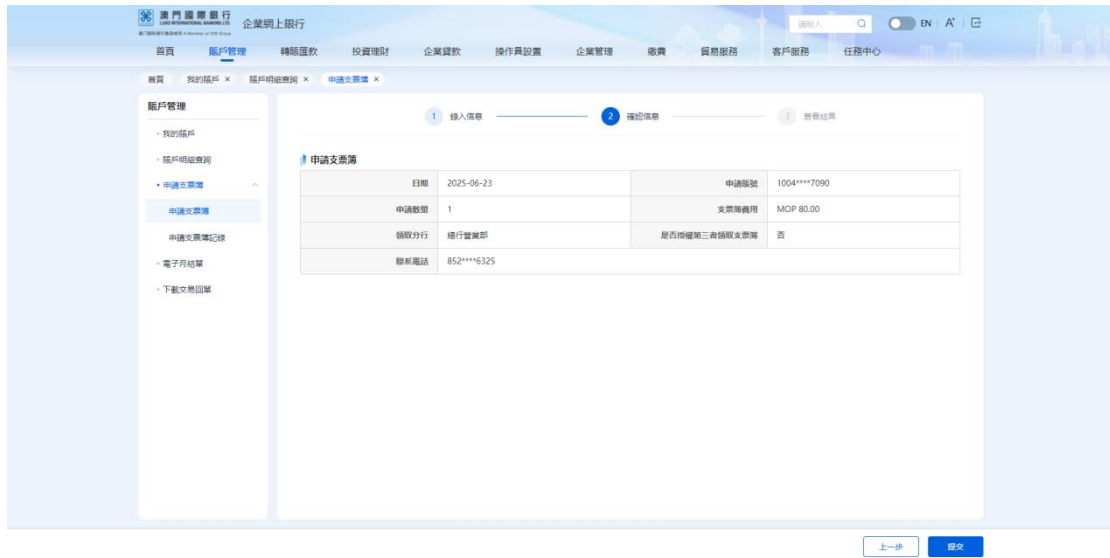 澳門國際銀行
LUSO INTERNATIONAL BANKING LTD.
企業網上銀行
請輸入
EN
首頁 賬戶管理 轉賬匯款 投資理財 企業貸款 操作員設置 企業管理 繳費 貿易服務 客戶服務 任務中心
首頁 我的賬戶 × 賬戶明細查詢 × 申請支票簿 ×
賬戶管理
我的賬戶
賬戶明細查詢
申請支票簿
申請支票簿
申請支票簿記錄
電子月結單
下載交易回單
1 錄入信息 2 確認信息 3 查看結果
申請支票簿
日期 2025-06-23 申請賬號 1004****7090
申請數量 1 支票簿費用 MOP 80.00
領取分行 總行營業部 是否授權第三者領取支票簿 否
聯系電話 852****6325
上一步 提交